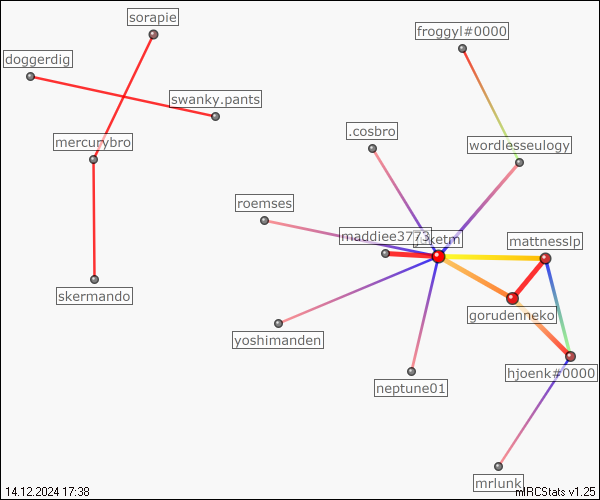 sorapie
froggyl#0000
doggerdig
swanky.pants
.cosbro
mercurybro
wordlesseulogy
roemses
maddiee3773
mattnesslp
skermando
gorudenneko
yoshimanden
hjoenk#0000
neptune01
mrlunk
14.12.2024 17:38
mIRCStats v1.25